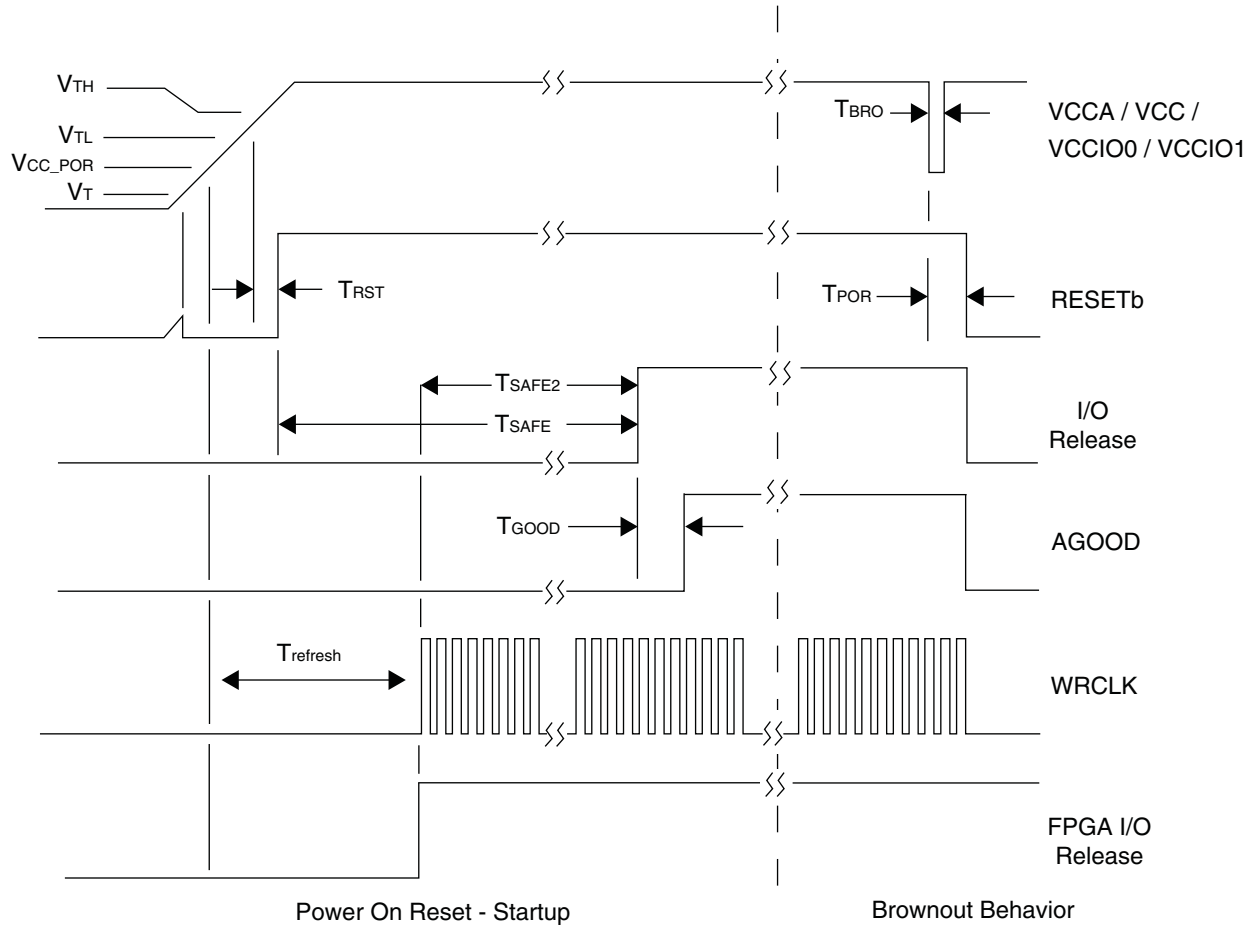 VTH
VTL
VCC_POR
VT
TBRO
VCCA / VCC /
VCCIO0 / VCCIO1
TRST
TPOR
RESETb
TSAFE2
TSAFE
I/O
Release
TGOOD
AGOOD
Trefresh
WRCLK
FPGA I/O
Release
Power On Reset - Startup
Brownout Behavior